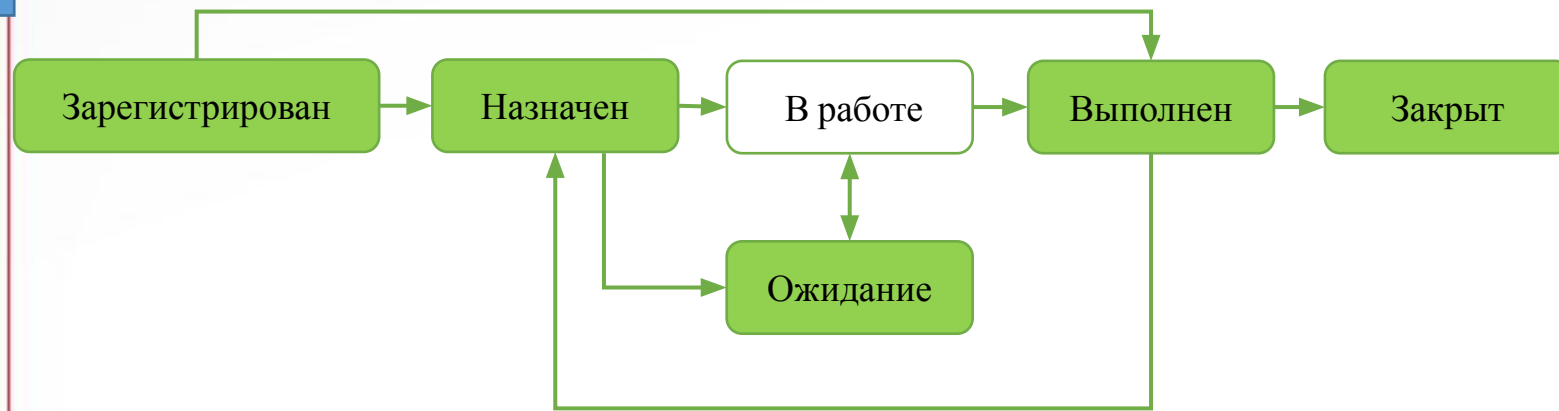 Зарегистрирован
Назначен
В работе
Выполнен
Закрыт
Ожидание